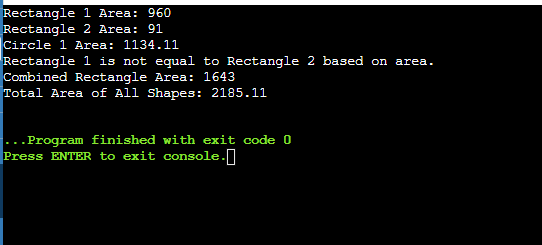 Rectangle 1 Area: 960
Rectangle 2 Area: 91
Circle 1 Area: 1134.11
Rectangle 1 is not equal to Rectangle 2 based on area.
Combined Rectangle Area: 1643
Total Area of All Shapes: 2185.11
...Program finished with exit code 0
Press ENTER to exit console.